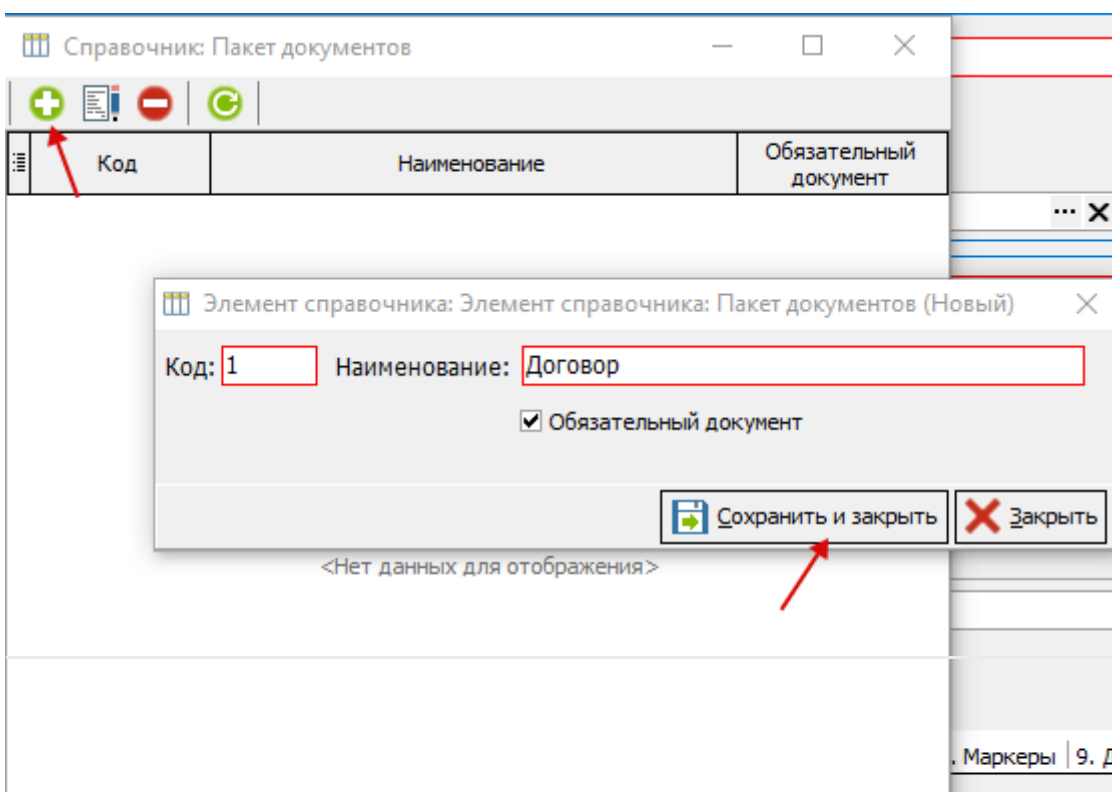 Справочник: Пакет документов
Код
Наименование
Обязательный
документ
Элемент справочника: Элемент справочника: Пакет документов (Новый)
Код: 1 Наименование: Договор
Обязательный документ
Сохранить и закрыть
Закрыть
<Нет данных для отображения>
. Маркеры
9. Д